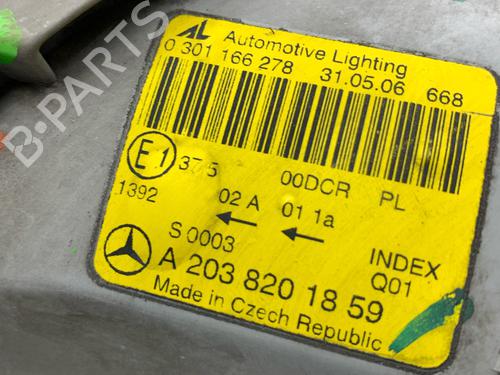 AL Automotive Lighting
0 301 166 278 31.05.06 668
E1 37,5 00DCR PL
1392 02 A 01 1a
S 0003 INDEX
A 203 820 18 59 Q01
Made in Czech Republic
B-PARTS